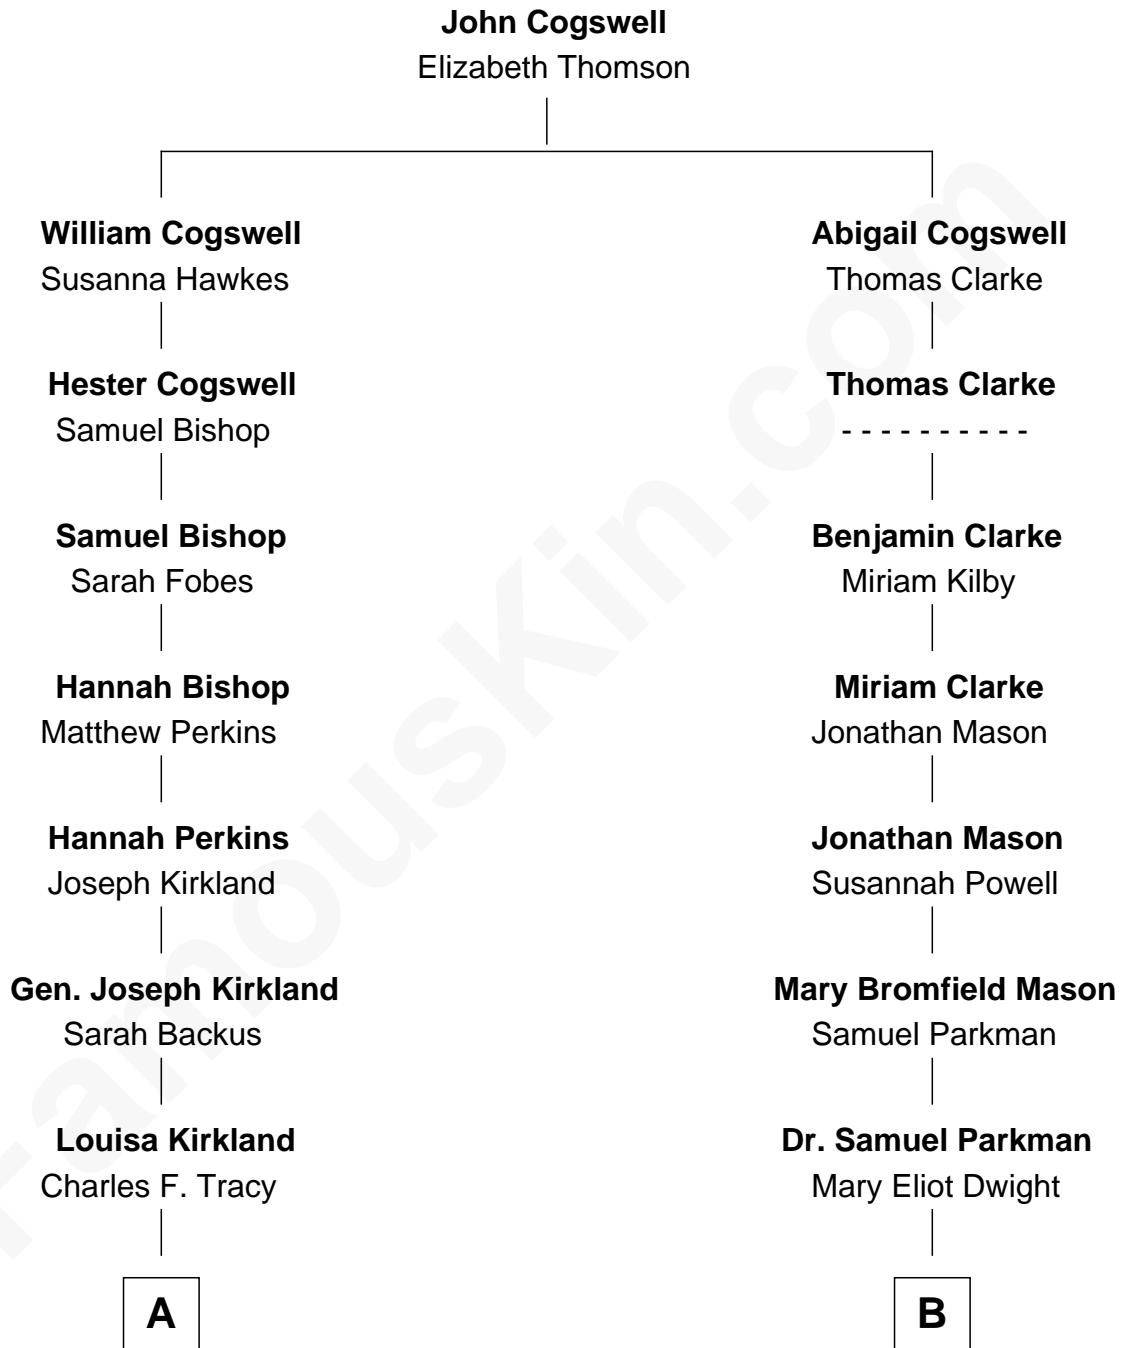 John Cogswell
Elizabeth Thomson
William Cogswell
Susanna Hawkes
Abigail Cogswell
Thomas Clarke
Hester Cogswell
Samuel Bishop
Thomas Clarke
- - - - - - - - - -
Samuel Bishop
Sarah Fobes
Benjamin Clarke
Miriam Kilby
Hannah Bishop
Matthew Perkins
Miriam Clarke
Jonathan Mason
Hannah Perkins
Joseph Kirkland
Jonathan Mason
Susannah Powell
Gen. Joseph Kirkland
Sarah Backus
Mary Bromfield Mason
Samuel Parkman
Louisa Kirkland
Charles F. Tracy
Dr. Samuel Parkman
Mary Eliot Dwight
A
B
FamousKin.com